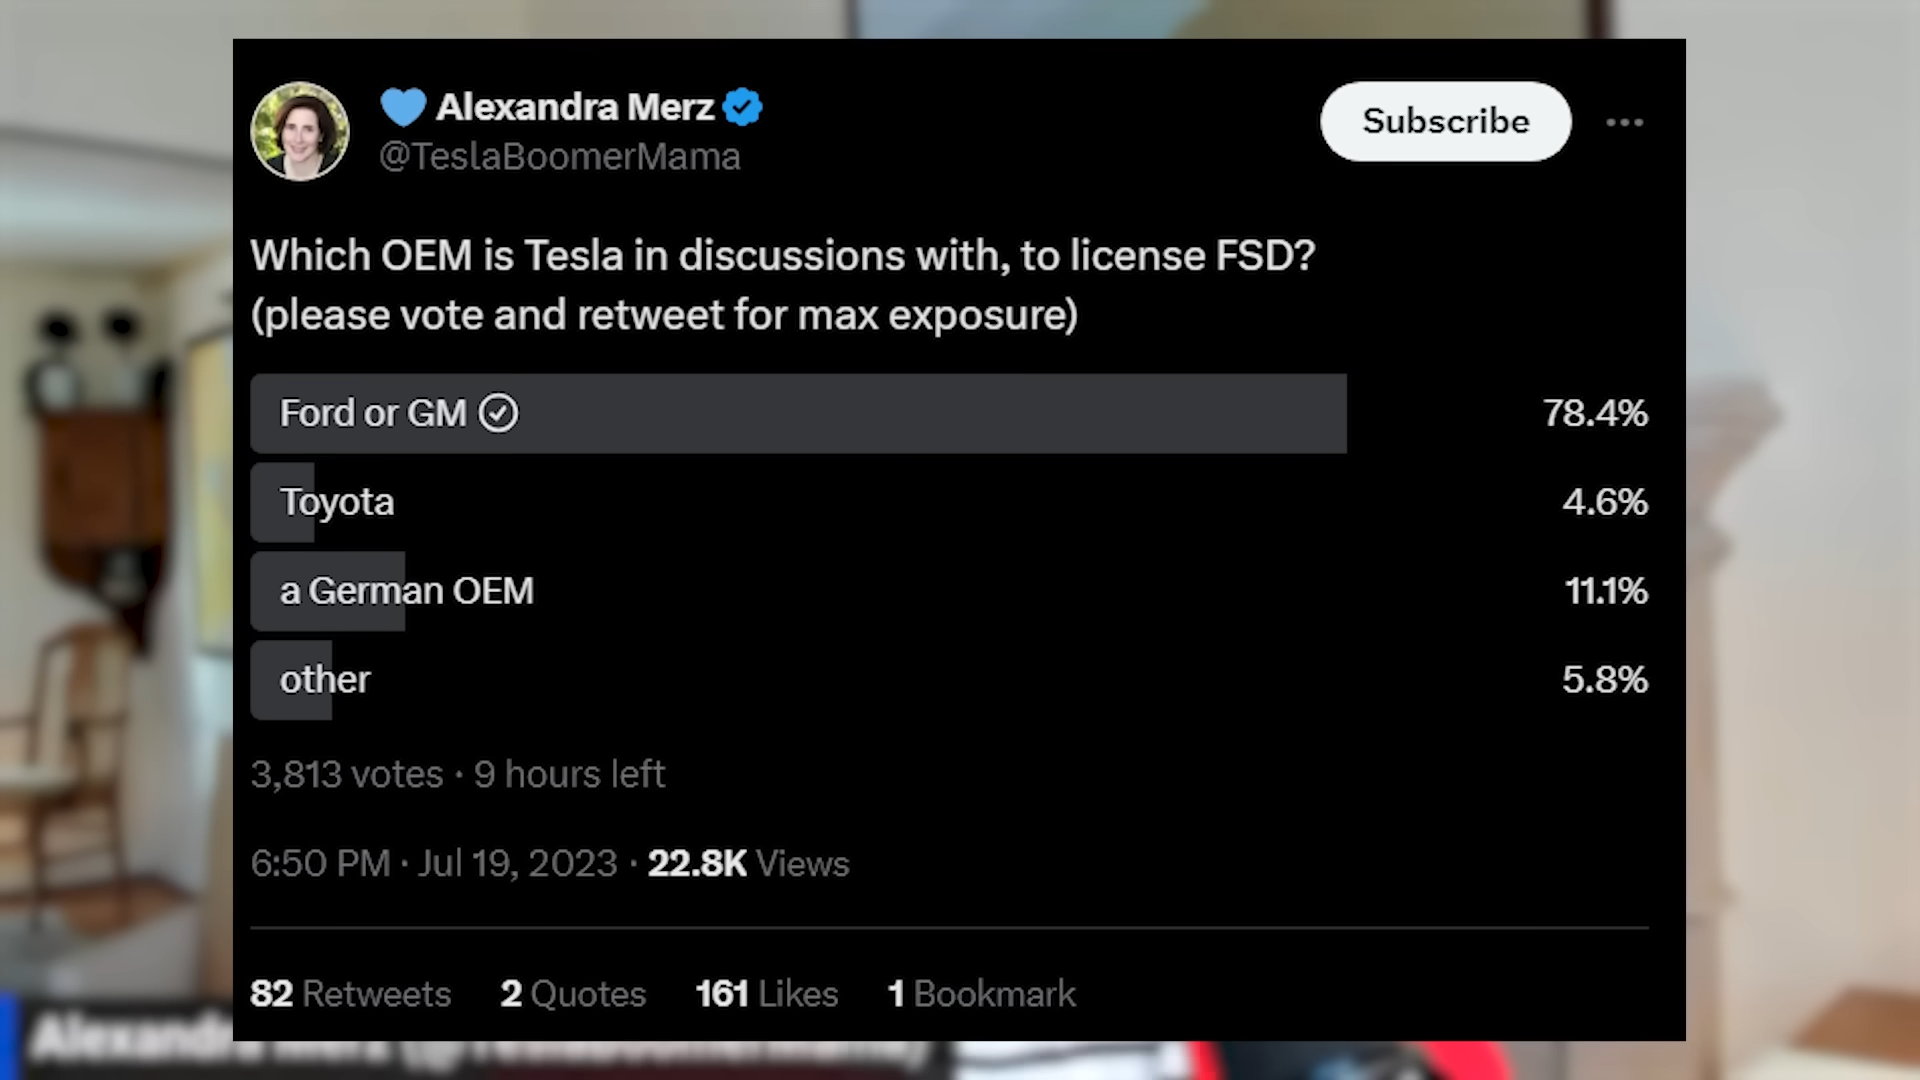 Alexandra Merz
@TeslaBoomerMama
Subscribe
Which OEM is Tesla in discussions with, to license FSD?
(please vote and retweet for max exposure)
Ford or GM 78.4%
Toyota 4.6%
a German OEM 11.1%
other 5.8%
3,813 votes · 9 hours left
6:50 PM · Jul 19, 2023 · 22.8K Views
82 Retweets 2 Quotes 161 Likes 1 Bookmark
Alexandra Merz (@TeslaBoomerMama)